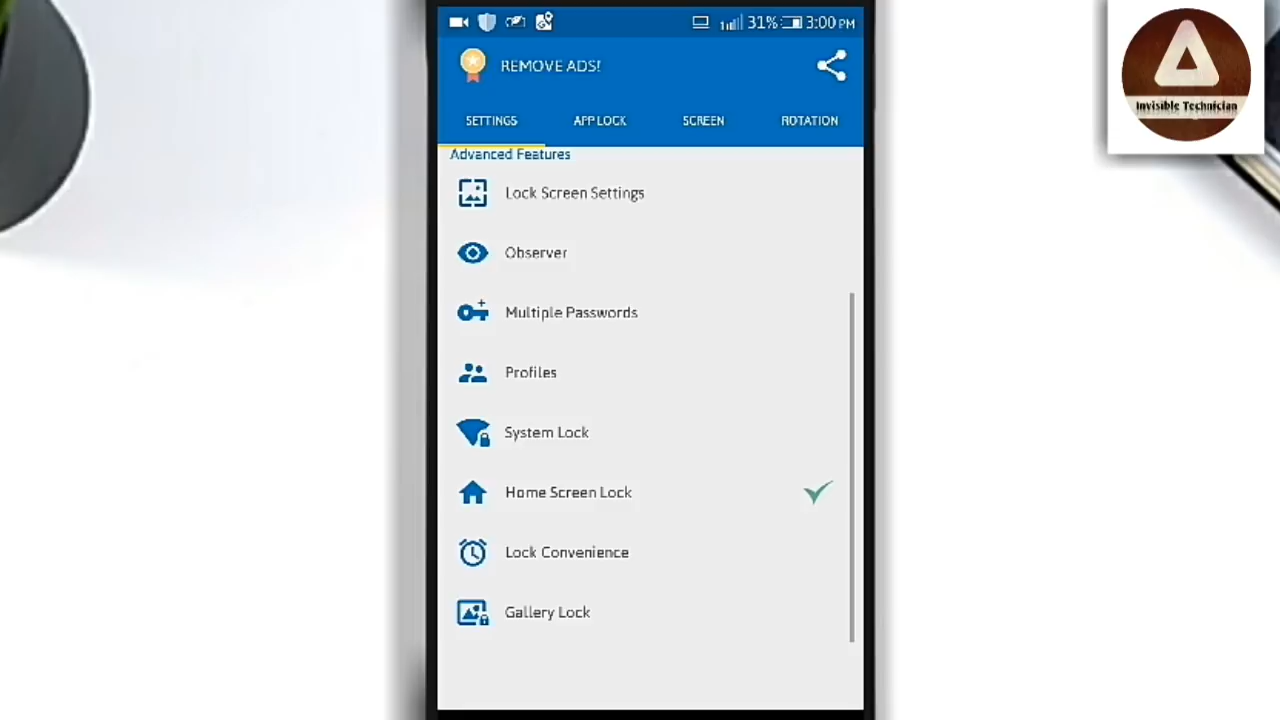 31% 3:00 PM
REMOVE ADS!
Invisible Technician
SETTINGS APP LOCK SCREEN ROTATION
Advanced Features
Lock Screen Settings
Observer
Multiple Passwords
Profiles
System Lock
Home Screen Lock
Lock Convenience
Gallery Lock